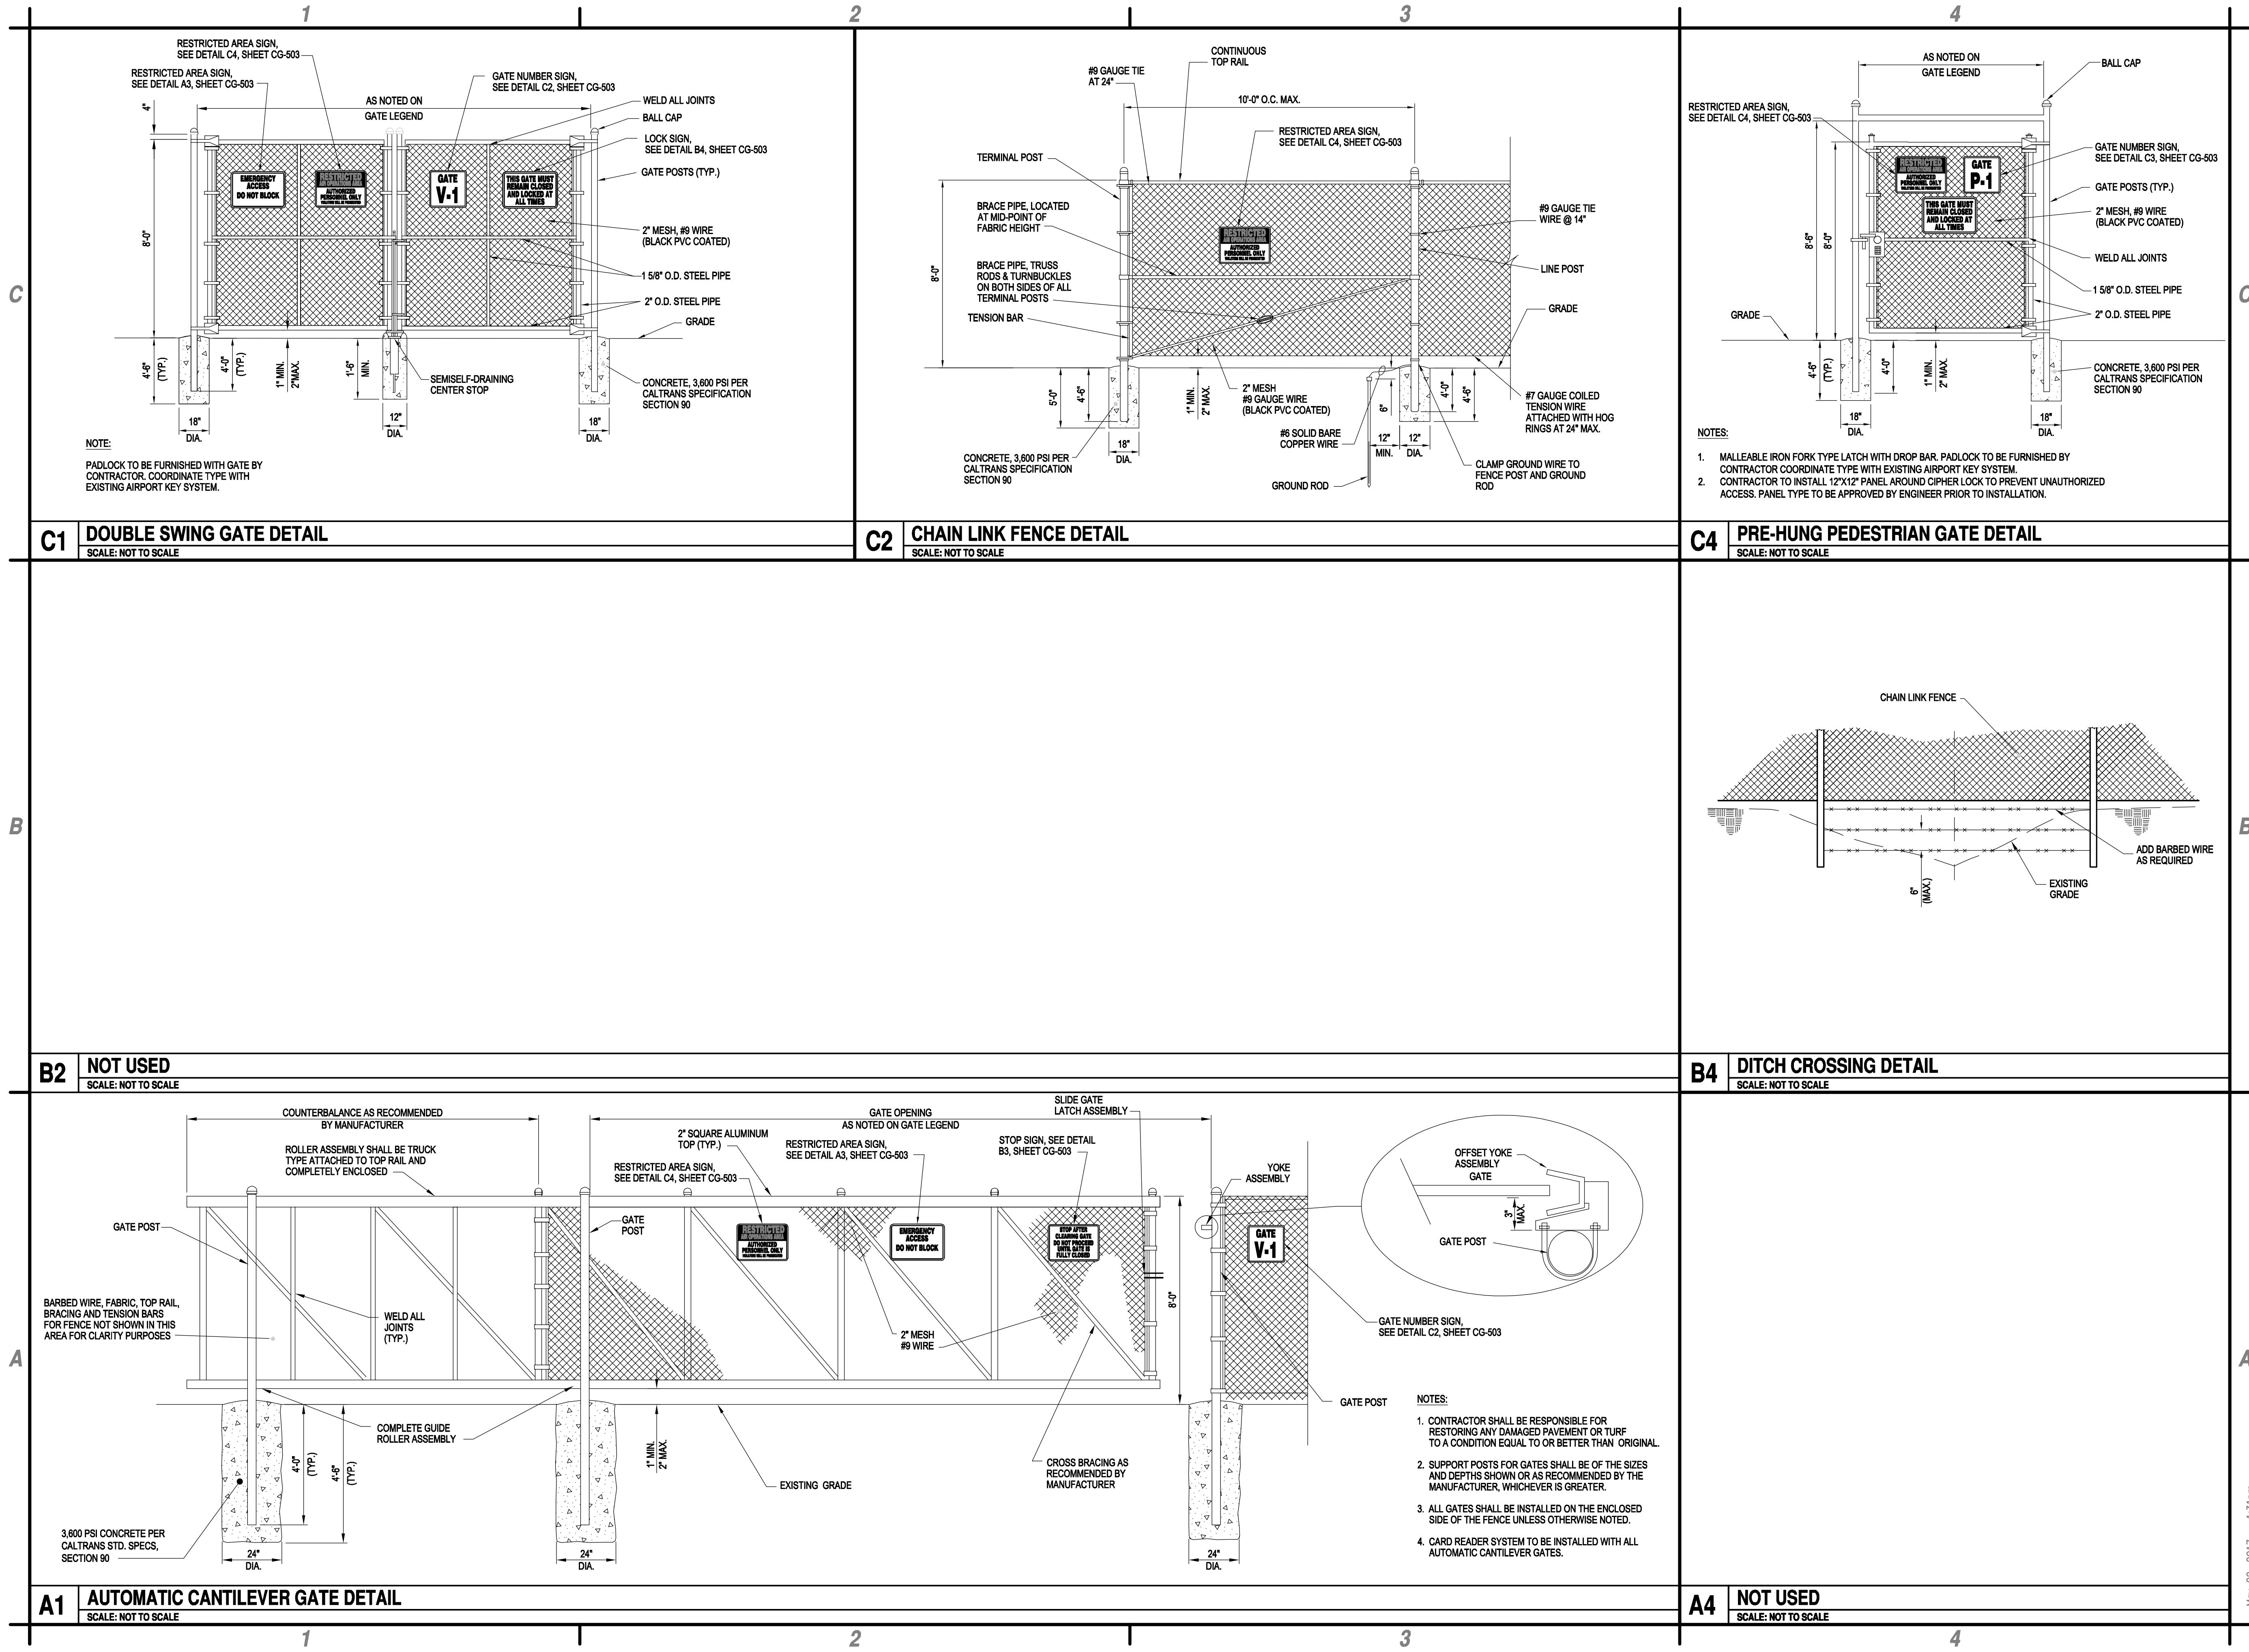 1
2
3
4
RESTRICTED AREA SIGN,
SEE DETAIL C4, SHEET CG-503
RESTRICTED AREA SIGN,
SEE DETAIL A3, SHEET CG-503
GATE NUMBER SIGN,
SEE DETAIL C2, SHEET CG-503
AS NOTED ON
GATE LEGEND
WELD ALL JOINTS
BALL CAP
LOCK SIGN,
SEE DETAIL B4, SHEET CG-503
GATE POSTS (TYP.)
4"
8'-0"
EMERGENCY
ACCESS
DO NOT BLOCK
RESTRICTED
AIR OPERATIONS AREA
AUTHORIZED
PERSONNEL ONLY
VIOLATORS WILL BE PROSECUTED
GATE
V-1
THIS GATE MUST
REMAIN CLOSED
AND LOCKED AT
ALL TIMES
2" MESH, #9 WIRE
(BLACK PVC COATED)
1 5/8" O.D. STEEL PIPE
2" O.D. STEEL PIPE
GRADE
4'-6"
(TYP.)
4'-0"
(TYP.)
1" MIN.
2"MAX.
1'-6"
MIN.
SEMISELF-DRAINING
CENTER STOP
CONCRETE, 3,600 PSI PER
CALTRANS SPECIFICATION
SECTION 90
18"
DIA.
12"
DIA.
18"
DIA.
NOTE:
PADLOCK TO BE FURNISHED WITH GATE BY
CONTRACTOR. COORDINATE TYPE WITH
EXISTING AIRPORT KEY SYSTEM.
C1
DOUBLE SWING GATE DETAIL
SCALE: NOT TO SCALE
CONTINUOUS
TOP RAIL
#9 GAUGE TIE
AT 24"
10'-0" O.C. MAX.
RESTRICTED AREA SIGN,
SEE DETAIL C4, SHEET CG-503
TERMINAL POST
BRACE PIPE, LOCATED
AT MID-POINT OF
FABRIC HEIGHT
RESTRICTED
AIR OPERATIONS AREA
AUTHORIZED
PERSONNEL ONLY
VIOLATORS WILL BE PROSECUTED
#9 GAUGE TIE
WIRE @ 14"
BRACE PIPE, TRUSS
RODS & TURNBUCKLES
ON BOTH SIDES OF ALL
TERMINAL POSTS
8'-0"
LINE POST
TENSION BAR
GRADE
5'-0"
4'-6"
1" MIN.
2" MAX.
2" MESH
#9 GAUGE WIRE
(BLACK PVC COATED)
6"
4'-0"
4'-6"
#7 GAUGE COILED
TENSION WIRE
ATTACHED WITH HOG
RINGS AT 24" MAX.
#6 SOLID BARE
COPPER WIRE
18"
DIA.
12"
MIN.
12"
DIA.
CONCRETE, 3,600 PSI PER
CALTRANS SPECIFICATION
SECTION 90
CLAMP GROUND WIRE TO
FENCE POST AND GROUND
ROD
GROUND ROD
C2
CHAIN LINK FENCE DETAIL
SCALE: NOT TO SCALE
AS NOTED ON
GATE LEGEND
BALL CAP
RESTRICTED AREA SIGN,
SEE DETAIL C4, SHEET CG-503
GATE NUMBER SIGN,
SEE DETAIL C3, SHEET CG-503
RESTRICTED
AIR OPERATIONS AREA
AUTHORIZED
PERSONNEL ONLY
VIOLATORS WILL BE PROSECUTED
GATE
P-1
THIS GATE MUST
REMAIN CLOSED
AND LOCKED AT
ALL TIMES
GATE POSTS (TYP.)
2" MESH, #9 WIRE
(BLACK PVC COATED)
WELD ALL JOINTS
8'-6"
8'-0"
1 5/8" O.D. STEEL PIPE
2" O.D. STEEL PIPE
GRADE
4'-6"
(TYP.)
4'-0"
1" MIN.
2" MAX.
CONCRETE, 3,600 PSI PER
CALTRANS SPECIFICATION
SECTION 90
18"
DIA.
18"
DIA.
NOTES:
1. MALLEABLE IRON FORK TYPE LATCH WITH DROP BAR. PADLOCK TO BE FURNISHED BY
CONTRACTOR COORDINATE TYPE WITH EXISTING AIRPORT KEY SYSTEM.
2. CONTRACTOR TO INSTALL 12"X12" PANEL AROUND CIPHER LOCK TO PREVENT UNAUTHORIZED
ACCESS. PANEL TYPE TO BE APPROVED BY ENGINEER PRIOR TO INSTALLATION.
C4
PRE-HUNG PEDESTRIAN GATE DETAIL
SCALE: NOT TO SCALE
C
C
B
B
B2
NOT USED
SCALE: NOT TO SCALE
CHAIN LINK FENCE
ADD BARBED WIRE
AS REQUIRED
EXISTING
GRADE
6"
(MAX.)
B4
DITCH CROSSING DETAIL
SCALE: NOT TO SCALE
COUNTERBALANCE AS RECOMMENDED
BY MANUFACTURER
GATE OPENING
AS NOTED ON GATE LEGEND
SLIDE GATE
LATCH ASSEMBLY
ROLLER ASSEMBLY SHALL BE TRUCK
TYPE ATTACHED TO TOP RAIL AND
COMPLETELY ENCLOSED
2" SQUARE ALUMINUM
TOP (TYP.)
RESTRICTED AREA SIGN,
SEE DETAIL C4, SHEET CG-503
RESTRICTED AREA SIGN,
SEE DETAIL A3, SHEET CG-503
STOP SIGN, SEE DETAIL
B3, SHEET CG-503
YOKE
ASSEMBLY
OFFSET YOKE
ASSEMBLY
GATE
3"
MAX.
GATE POST
GATE POST
GATE
POST
RESTRICTED
AIR OPERATIONS AREA
AUTHORIZED
PERSONNEL ONLY
VIOLATORS WILL BE PROSECUTED
EMERGENCY
ACCESS
DO NOT BLOCK
STOP AFTER
CLEARING GATE
DO NOT PROCEED
UNTIL GATE IS
FULLY CLOSED
GATE
V-1
8'-0"
BARBED WIRE, FABRIC, TOP RAIL,
BRACING AND TENSION BARS
FOR FENCE NOT SHOWN IN THIS
AREA FOR CLARITY PURPOSES
WELD ALL
JOINTS
(TYP.)
2" MESH
#9 WIRE
GATE NUMBER SIGN,
SEE DETAIL C2, SHEET CG-503
GATE POST
A
A
COMPLETE GUIDE
ROLLER ASSEMBLY
4'-0"
(TYP.)
4'-6"
(TYP.)
1" MIN.
2" MAX.
EXISTING GRADE
CROSS BRACING AS
RECOMMENDED BY
MANUFACTURER
3,600 PSI CONCRETE PER
CALTRANS STD. SPECS,
SECTION 90
24"
DIA.
24"
DIA.
24"
DIA.
NOTES:
1. CONTRACTOR SHALL BE RESPONSIBLE FOR
RESTORING ANY DAMAGED PAVEMENT OR TURF
TO A CONDITION EQUAL TO OR BETTER THAN ORIGINAL.
2. SUPPORT POSTS FOR GATES SHALL BE OF THE SIZES
AND DEPTHS SHOWN OR AS RECOMMENDED BY THE
MANUFACTURER, WHICHEVER IS GREATER.
3. ALL GATES SHALL BE INSTALLED ON THE ENCLOSED
SIDE OF THE FENCE UNLESS OTHERWISE NOTED.
4. CARD READER SYSTEM TO BE INSTALLED WITH ALL
AUTOMATIC CANTILEVER GATES.
A1
AUTOMATIC CANTILEVER GATE DETAIL
SCALE: NOT TO SCALE
A4
NOT USED
SCALE: NOT TO SCALE
1
2
3
4